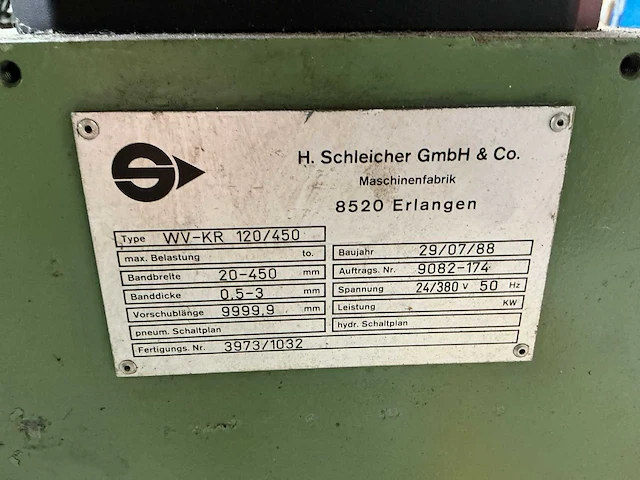 H. Schleicher GmbH & Co.
Maschinenfabrik
8520 Erlangen
Type WV-KR 120/450
max. Belastung to.
Bandbreite 20-450 mm
Banddicke 0,5-3 mm
Vorschublänge 9999,9 mm
pneum. Schaltplan
Fertigungs. Nr. 3973/1032
Baujahr 29/07/88
Auftrags. Nr. 9082-174
Spannung 24/380 V 50 Hz
Leistung KW
hydr. Schaltplan